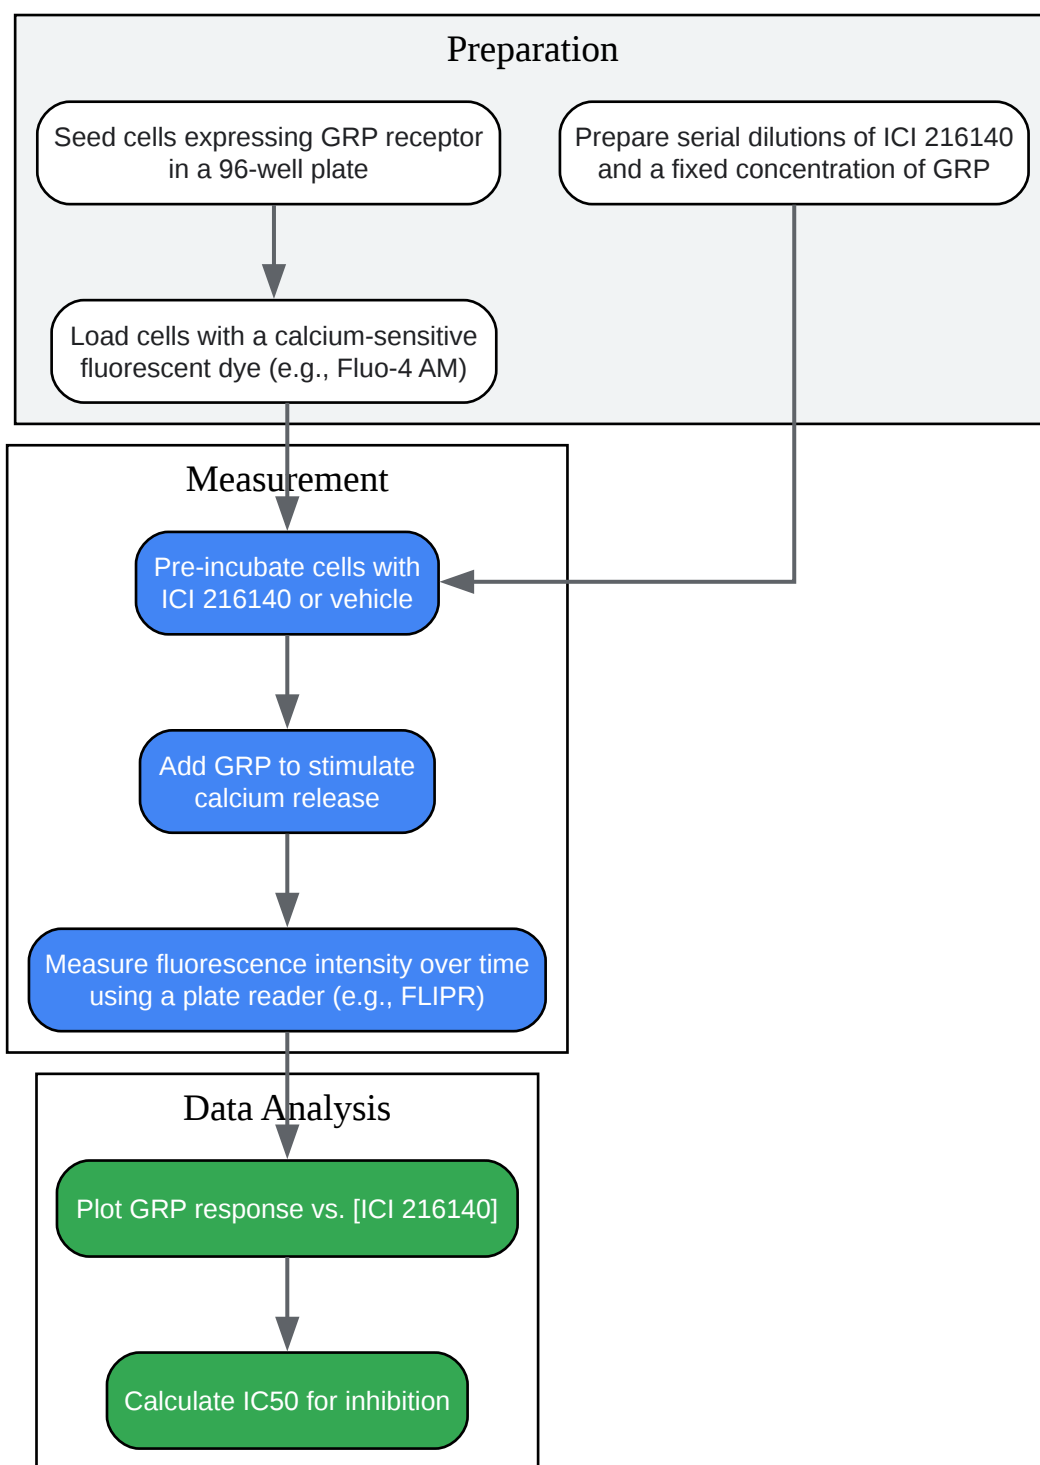 Preparation
Seed cells expressing GRP receptor
in a 96-well plate
Prepare serial dilutions of ICI 216140
and a fixed concentration of GRP
Load cells with a calcium-sensitive
fluorescent dye (e.g., Fluo-4 AM)
Measurement
Pre-incubate cells with
ICI 216140 or vehicle
Add GRP to stimulate
calcium release
Measure fluorescence intensity over time
using a plate reader (e.g., FLIPR)
Data Analysis
Plot GRP response vs. [ICI 216140]
Calculate IC50 for inhibition